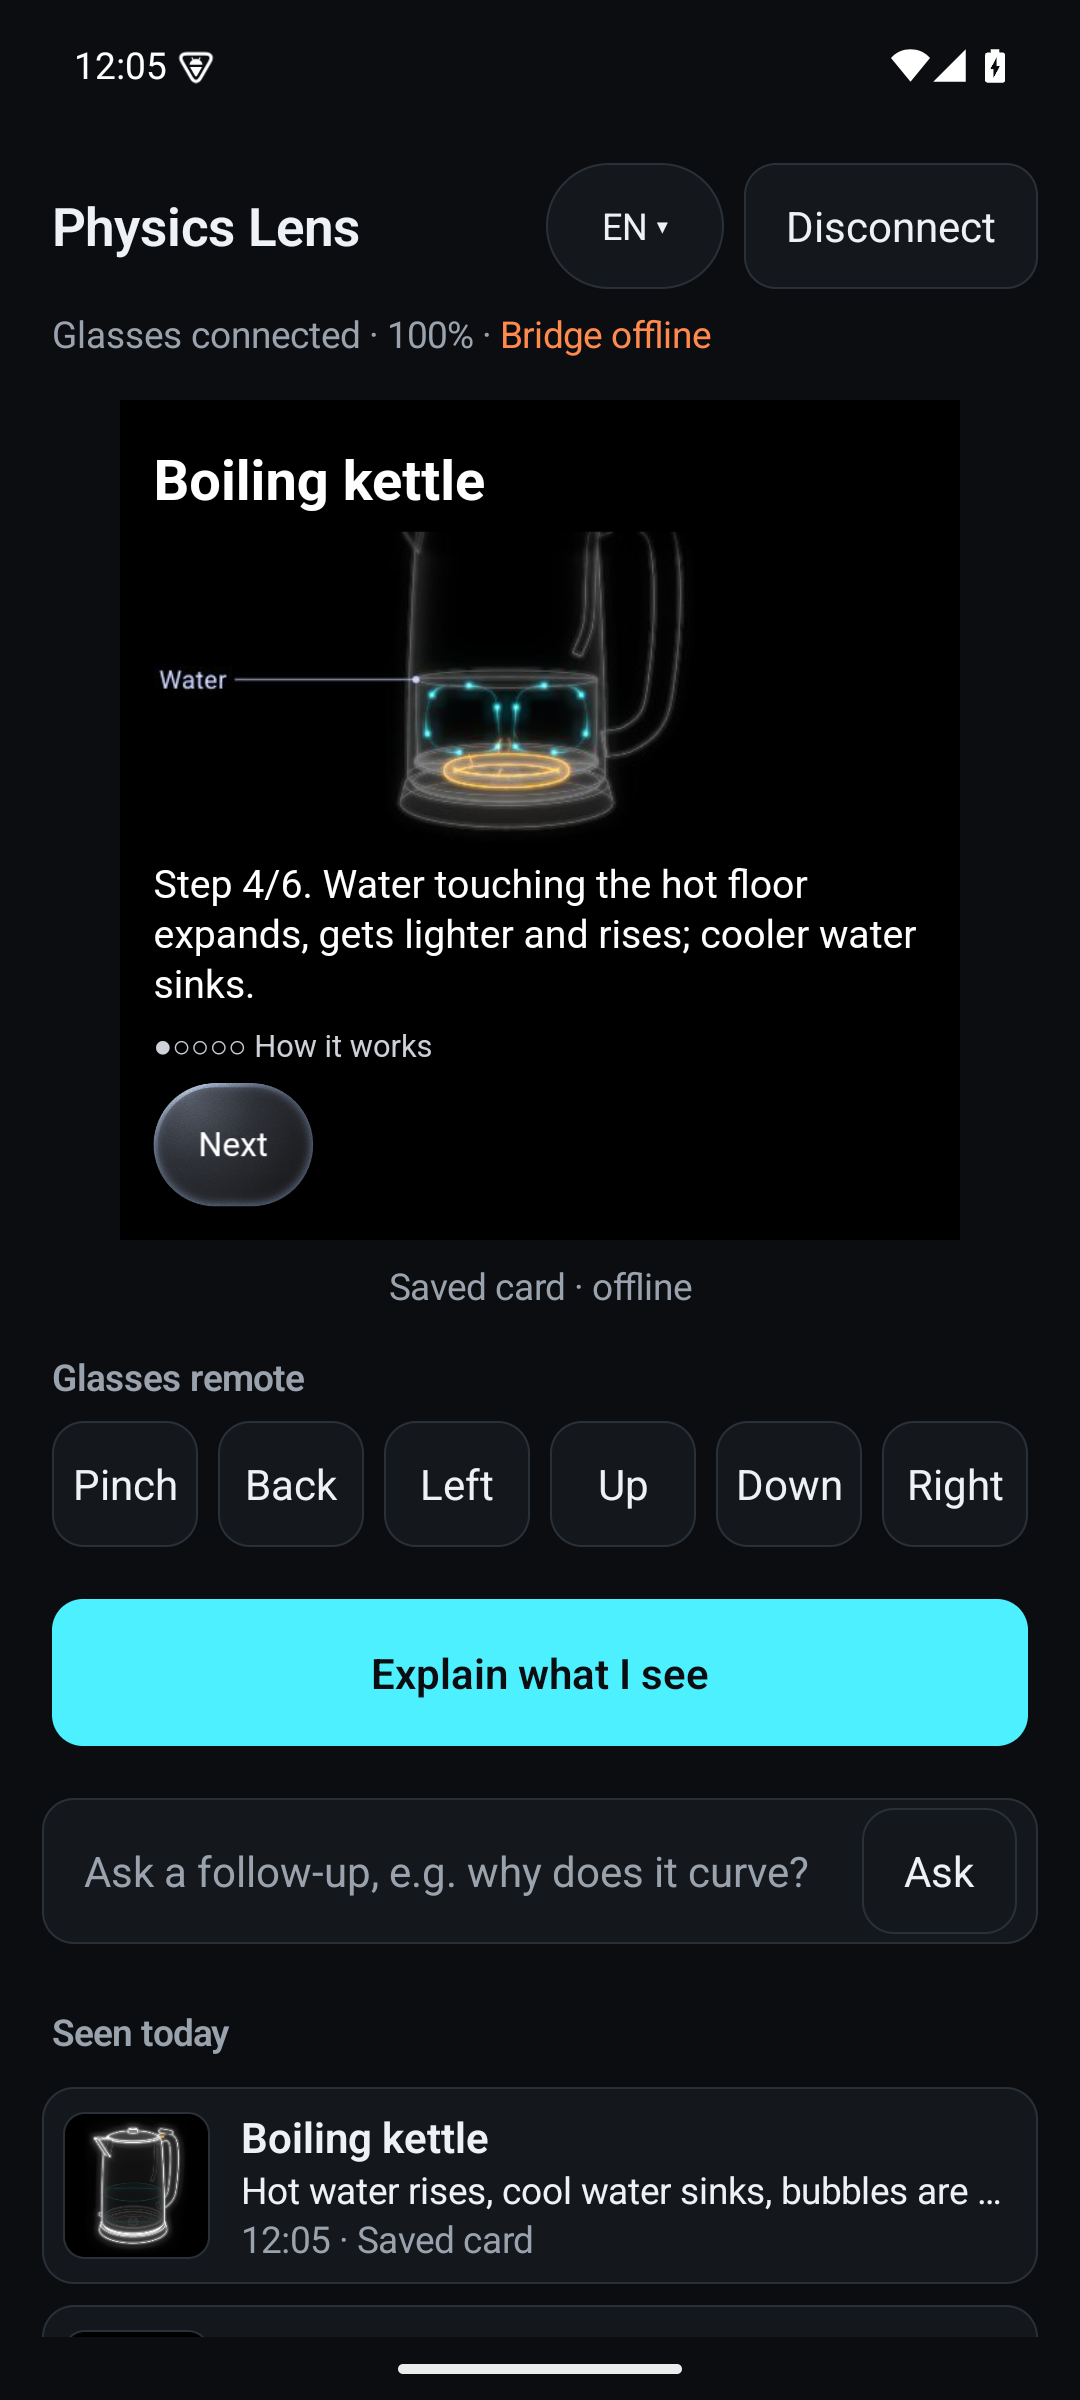 12:05
Physics Lens
EN ▾
Disconnect
Glasses connected · 100% · Bridge offline
Boiling kettle
Water
Step 4/6. Water touching the hot floor
expands, gets lighter and rises; cooler water
sinks.
●○○○○ How it works
Next
Saved card · offline
Glasses remote
Pinch
Back
Left
Up
Down
Right
Explain what I see
Ask a follow-up, e.g. why does it curve?
Ask
Seen today
Boiling kettle
Hot water rises, cool water sinks, bubbles are ...
12:05 · Saved card